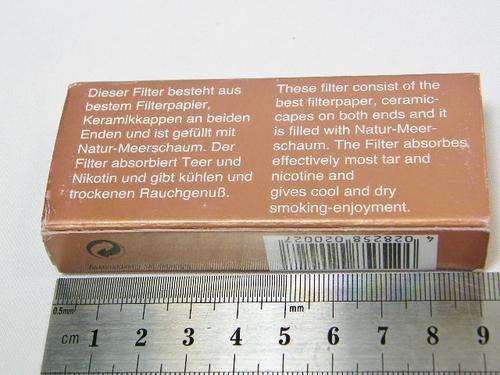 Dieser Filter besteht aus
bestem Filterpapier,
Keramikkappen an beiden
Enden und ist gefüllt mit
Natur-Meerschaum. Der
Filter absorbiert Teer und
Nikotin und gibt kühlen und
trockenen Rauchgenuß.
These filter consist of the
best filterpaper, ceramic-
capes on both ends and it
is filled with Natur-Meer-
schaum. The Filter absorbes
effectively most tar and
nicotine and
gives cool and dry
smoking-enjoyment.
4 028258 020027
0.5mm
mm
cm 1 2 3 4 5 6 7 8 9